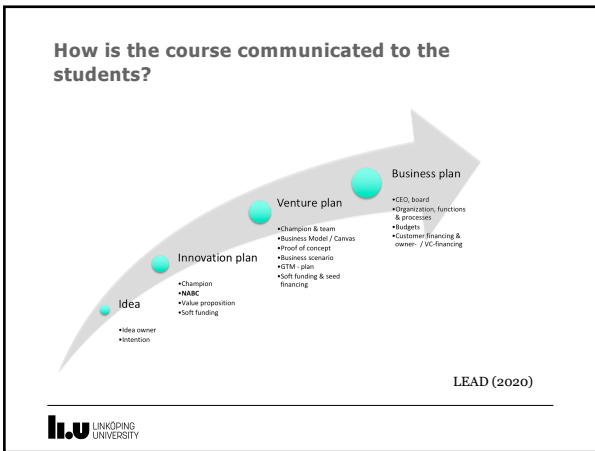 How is the course communicated to the
students?
Idea
•Idea owner
•Intention
Innovation plan
•Champion
•NABC
•Value proposition
•Soft funding
Venture plan
•Champion & team
•Business Model / Canvas
•Proof of concept
•Business scenario
•GTM - plan
•Soft funding & seed
financing
Business plan
•CEO, board
•Organization, functions
& processes
•Budgets
•Customer financing &
owner- / VC-financing
LEAD (2020)
li.u LINKÖPING
UNIVERSITY